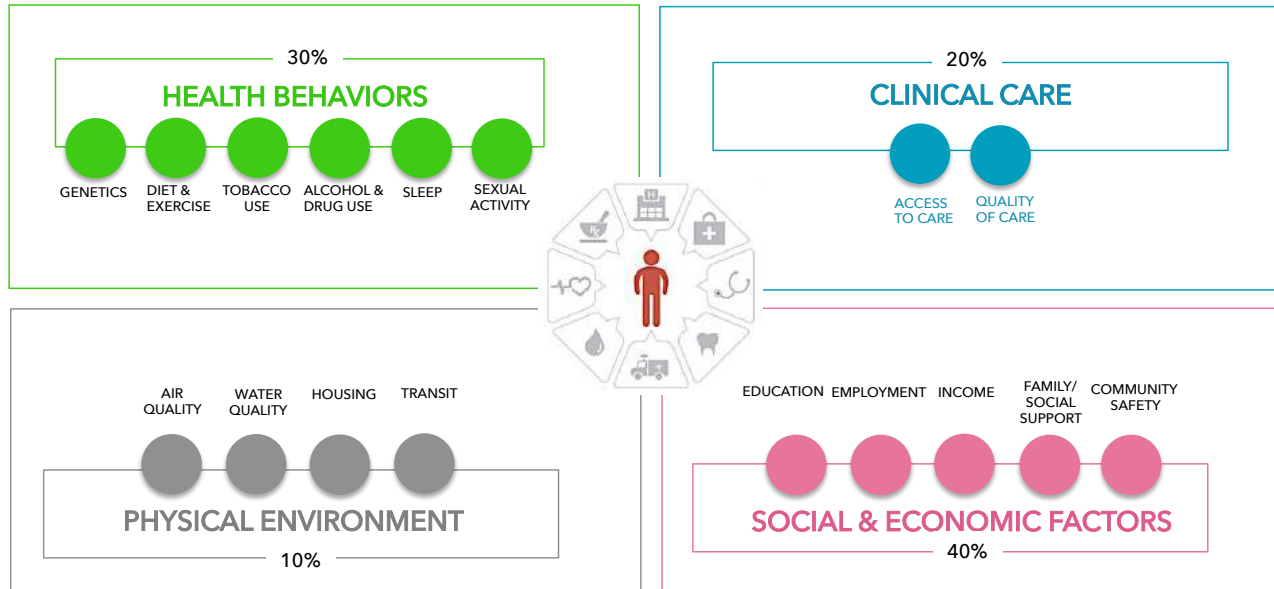 30%
HEALTH BEHAVIORS
GENETICS
DIET &
EXERCISE
TOBACCO
USE
ALCOHOL &
DRUG USE
SLEEP
SEXUAL
ACTIVITY
20%
CLINICAL CARE
ACCESS
TO CARE
QUALITY
OF CARE
H
Rx
AIR
QUALITY
WATER
QUALITY
HOUSING
TRANSIT
PHYSICAL ENVIRONMENT
10%
EDUCATION
EMPLOYMENT
INCOME
FAMILY/
SOCIAL
SUPPORT
COMMUNITY
SAFETY
SOCIAL & ECONOMIC FACTORS
40%